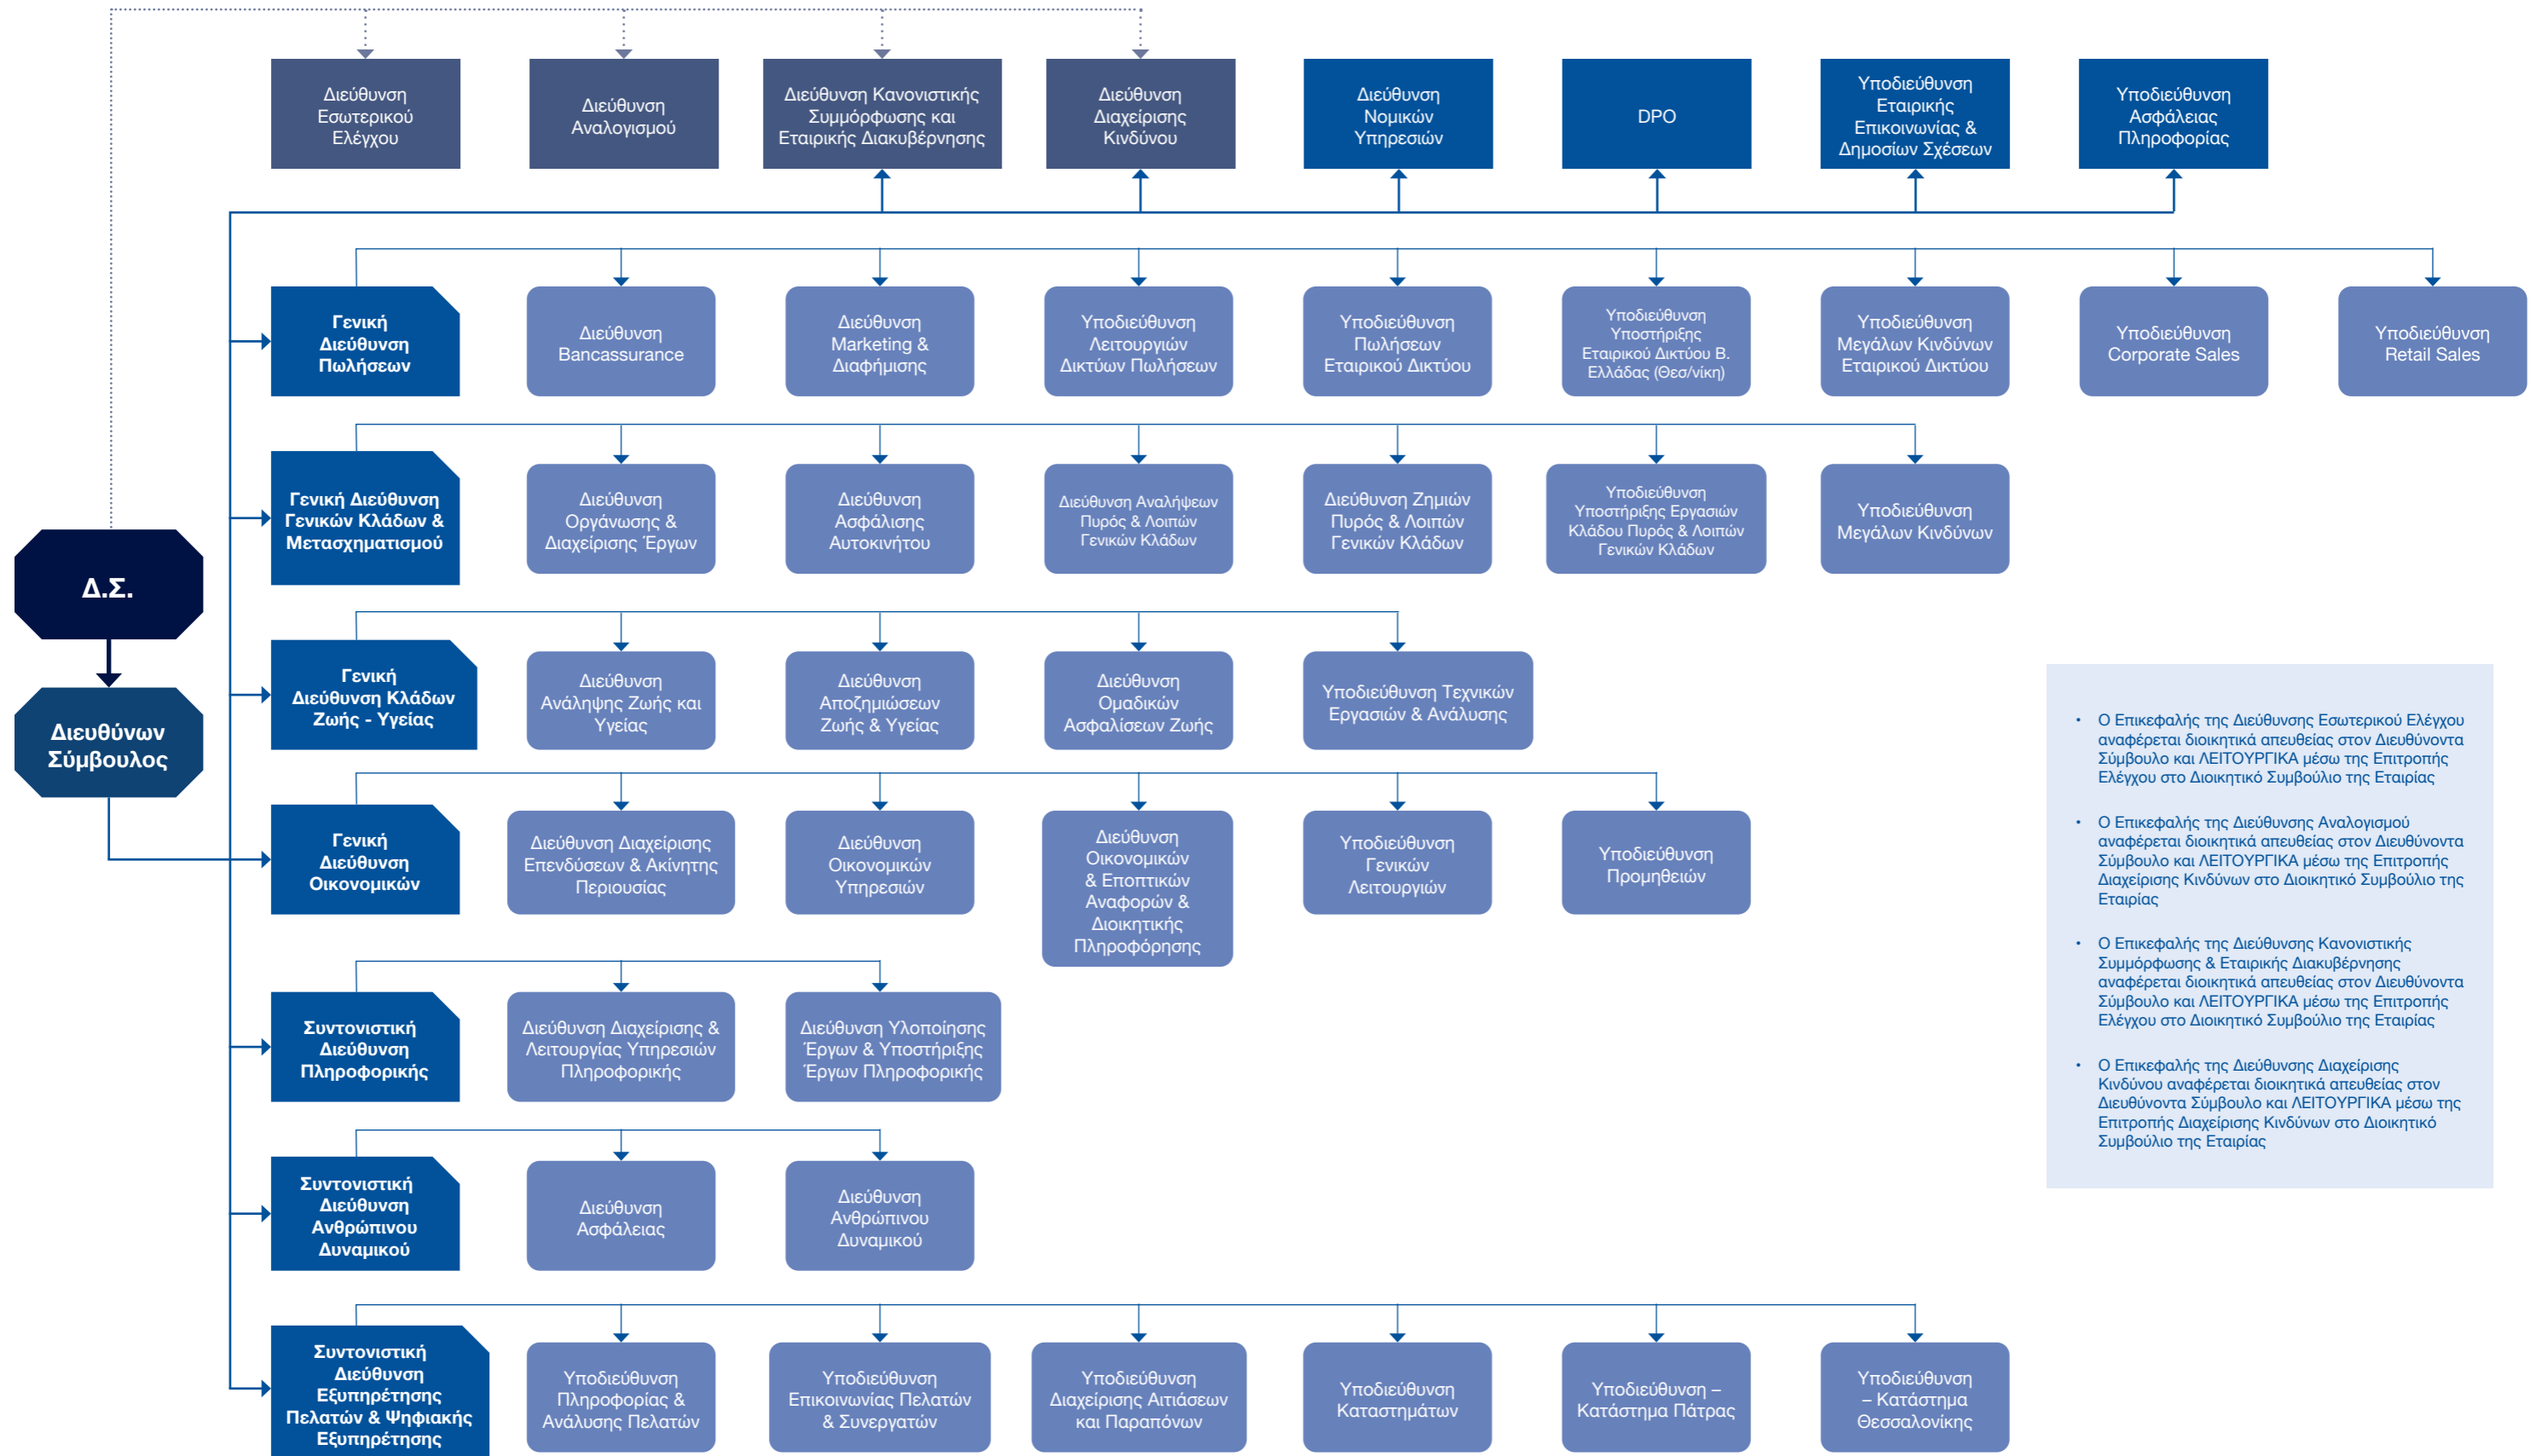 Διεύθυνση
Εσωτερικού
Ελέγχου
Διεύθυνση
Αναλογισμού
Διεύθυνση Κανονιστικής
Συμμόρφωσης και
Εταιρικής Διακυβέρνησης
Διεύθυνση
Διαχείρισης
Κινδύνου
Διεύθυνση
Νομικών
Υπηρεσιών
DPO
Υποδιεύθυνση
Εταιρικής
Επικοινωνίας &
Δημοσίων Σχέσεων
Υποδιεύθυνση
Ασφάλειας
Πληροφορίας
Γενική
Διεύθυνση
Πωλήσεων
Διεύθυνση
Bancassurance
Διεύθυνση
Marketing &
Διαφήμισης
Υποδιεύθυνση
Λειτουργιών
Δικτύων Πωλήσεων
Υποδιεύθυνση
Πωλήσεων
Εταιρικού Δικτύου
Υποδιεύθυνση
Υποστήριξης
Εταιρικού Δικτύου Β.
Ελλάδας (Θεσ/νίκη)
Υποδιεύθυνση
Μεγάλων Κινδύνων
Εταιρικού Δικτύου
Υποδιεύθυνση
Corporate Sales
Υποδιεύθυνση
Retail Sales
Γενική Διεύθυνση
Γενικών Κλάδων &
Μετασχηματισμού
Διεύθυνση
Οργάνωσης &
Διαχείρισης Έργων
Διεύθυνση
Ασφάλισης
Αυτοκινήτου
Διεύθυνση Αναλήψεων
Πυρός & Λοιπών
Γενικών Κλάδων
Διεύθυνση Ζημιών
Πυρός & Λοιπών
Γενικών Κλάδων
Υποδιεύθυνση
Υποστήριξης Εργασιών
Κλάδου Πυρός & Λοιπών
Γενικών Κλάδων
Υποδιεύθυνση
Μεγάλων Κινδύνων
Δ.Σ.
Διευθύνων
Σύμβουλος
Γενική
Διεύθυνση Κλάδων
Ζωής - Υγείας
Διεύθυνση
Ανάληψης Ζωής και
Υγείας
Διεύθυνση
Αποζημιώσεων
Ζωής & Υγείας
Διεύθυνση
Ομαδικών
Ασφαλίσεων Ζωής
Υποδιεύθυνση Τεχνικών
Εργασιών & Ανάλυσης
Γενική
Διεύθυνση
Οικονομικών
Διεύθυνση Διαχείρισης
Επενδύσεων & Ακίνητης
Περιουσίας
Διεύθυνση
Οικονομικών
Υπηρεσιών
Διεύθυνση
Οικονομικών
& Εποπτικών
Αναφορών &
Διοικητικής
Πληροφόρησης
Υποδιεύθυνση
Γενικών
Λειτουργιών
Υποδιεύθυνση
Προμηθειών
Συντονιστική
Διεύθυνση
Πληροφορικής
Διεύθυνση Διαχείρισης &
Λειτουργίας Υπηρεσιών
Πληροφορικής
Διεύθυνση Υλοποίησης
Έργων & Υποστήριξης
Έργων Πληροφορικής
Συντονιστική
Διεύθυνση
Ανθρώπινου
Δυναμικού
Διεύθυνση
Ασφάλειας
Διεύθυνση
Ανθρώπινου
Δυναμικού
Συντονιστική
Διεύθυνση
Εξυπηρέτησης
Πελατών & Ψηφιακής
Εξυπηρέτησης
Υποδιεύθυνση
Πληροφορίας &
Ανάλυσης Πελατών
Υποδιεύθυνση
Επικοινωνίας Πελατών
& Συνεργατών
Υποδιεύθυνση
Διαχείρισης Αιτιάσεων
και Παραπόνων
Υποδιεύθυνση
Καταστημάτων
Υποδιεύθυνση –
Κατάστημα Πάτρας
Υποδιεύθυνση
– Κατάστημα
Θεσσαλονίκης
• Ο Επικεφαλής της Διεύθυνσης Εσωτερικού Ελέγχου
αναφέρεται διοικητικά απευθείας στον Διευθύνοντα
Σύμβουλο και ΛΕΙΤΟΥΡΓΙΚΑ μέσω της Επιτροπής
Ελέγχου στο Διοικητικό Συμβούλιο της Εταιρίας
• Ο Επικεφαλής της Διεύθυνσης Αναλογισμού
αναφέρεται διοικητικά απευθείας στον Διευθύνοντα
Σύμβουλο και ΛΕΙΤΟΥΡΓΙΚΑ μέσω της Επιτροπής
Διαχείρισης Κινδύνων στο Διοικητικό Συμβούλιο της
Εταιρίας
• Ο Επικεφαλής της Διεύθυνσης Κανονιστικής
Συμμόρφωσης & Εταιρικής Διακυβέρνησης
αναφέρεται διοικητικά απευθείας στον Διευθύνοντα
Σύμβουλο και ΛΕΙΤΟΥΡΓΙΚΑ μέσω της Επιτροπής
Ελέγχου στο Διοικητικό Συμβούλιο της Εταιρίας
• Ο Επικεφαλής της Διεύθυνσης Διαχείρισης
Κινδύνου αναφέρεται διοικητικά απευθείας στον
Διευθύνοντα Σύμβουλο και ΛΕΙΤΟΥΡΓΙΚΑ μέσω της
Επιτροπής Διαχείρισης Κινδύνων στο Διοικητικό
Συμβούλιο της Εταιρίας